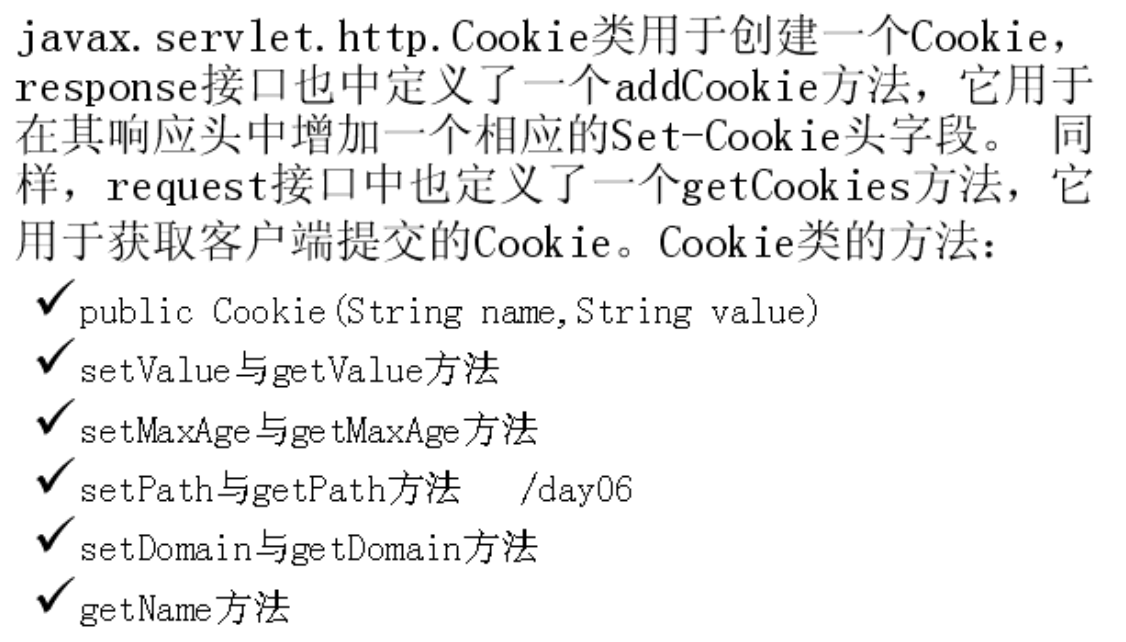 javax.servlet.http.Cookie类用于创建一个Cookie，
response接口也中定义了一个addCookie方法，它用于
在其响应头中增加一个相应的Set-Cookie头字段。 同
样，request接口中也定义了一个getCookies方法，它
用于获取客户端提交的Cookie。Cookie类的方法：
✓public Cookie(String name,String value)
✓setValue与getValue方法
✓setMaxAge与getMaxAge方法
✓setPath与getPath方法 /day06
✓setDomain与getDomain方法
✓getName方法